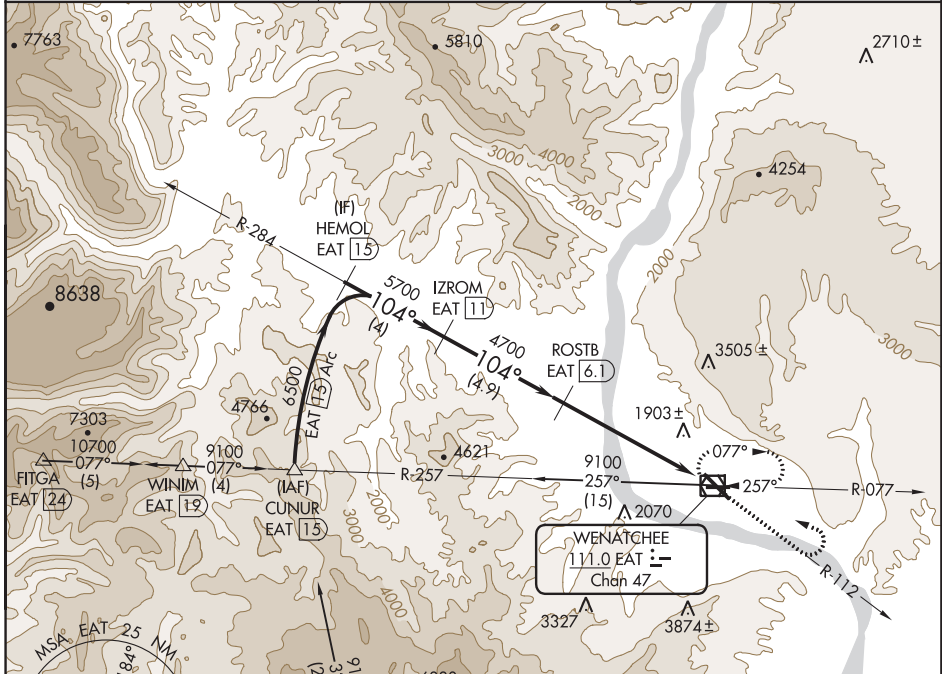 7763
5810
2710±
3000
4000
4254
2000
(IF)
HEMOL
EAT 15
R-284
2000
8638
5700
104°
(4)
IZROM
EAT 11
4700
104°
(4.9)
ROSTB
EAT 6.1
3505±
3000
6500
EAT 15 Arc
4766
7303
10700
077°
(5)
9100
077°
(4)
FITGA
EAT 24
WINIM
EAT 19
(IAF)
CUNUR
EAT 15
R-257
4621
9100
257°
(15)
1903±
077°
257°
R-077
2070
2000
3000
WENATCHEE
111.0 EAT
Chan 47
R-112
4000
3327
3874±
MSA EAT 25 NM
184°